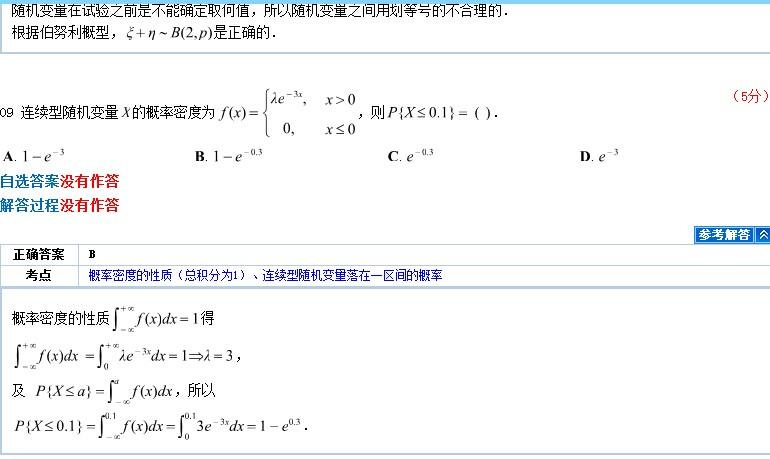 随机变量在试验之前是不能确定取何值，所以随机变量之间用划等号的不合理的．
根据伯努利概型，ξ+η~B(2,p)是正确的．
09 连续型随机变量X的概率密度为 f(x)={λe^{-3x}, x>0; 0, x≤0，则P{X≤0.1}=（ ）． （5分）
A. 1-e^{-3} B. 1-e^{-0.3} C. e^{-0.3} D. e^{-3}
自选答案没有作答
解答过程没有作答
参考解答
正确答案 B
考点 概率密度的性质（总积分为1）、连续型随机变量落在一区间的概率
概率密度的性质∫_{-∞}^{+∞} f(x)dx=1得
∫_{-∞}^{+∞} f(x)dx =∫_{0}^{+∞} λe^{-3x}dx=1⇒λ=3，
及 P{X≤a}=∫_{-∞}^{a} f(x)dx，所以
P{X≤0.1}=∫_{-∞}^{0.1} f(x)dx=∫_{0}^{0.1} 3e^{-3x}dx=1-e^{0.3}．